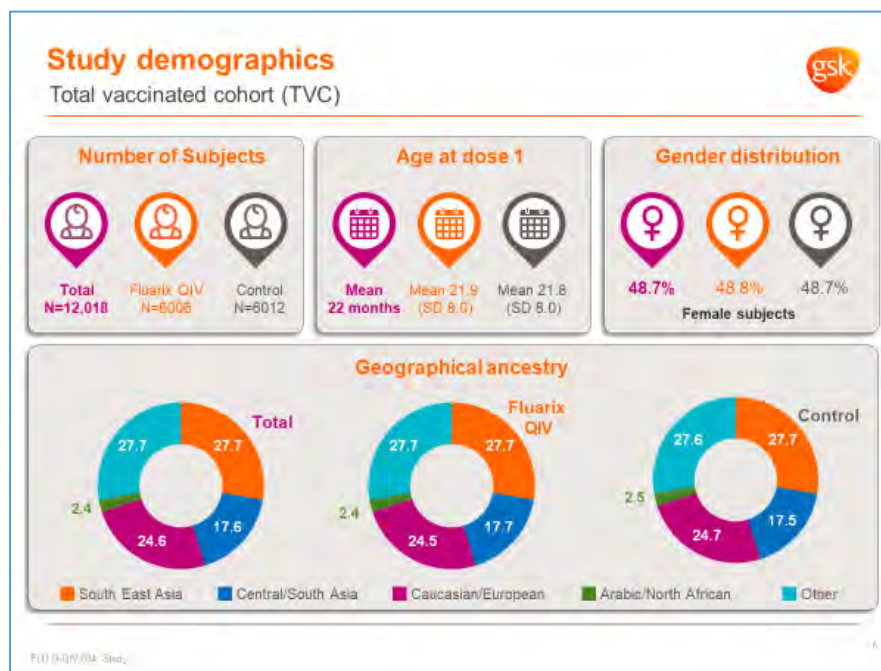 Study demographics
Total vaccinated cohort (TVC)
gsk
Number of Subjects
Total
N=12,018
Fluarix QIV
N=6006
Control
N=6012
Age at dose 1
Mean
22 months
Mean 21.9
(SD 8.0)
Mean 21.8
(SD 8.0)
Gender distribution
48.7%
48.8%
48.7%
Female subjects
Geographical ancestry
Total
27.7
27.7
2.4
24.6
17.6
Fluarix
QIV
27.7
27.7
2.4
24.5
17.7
Control
27.6
27.7
2.5
24.7
17.5
South East Asia
Central/South Asia
Caucasian/European
Arabic/North African
Other